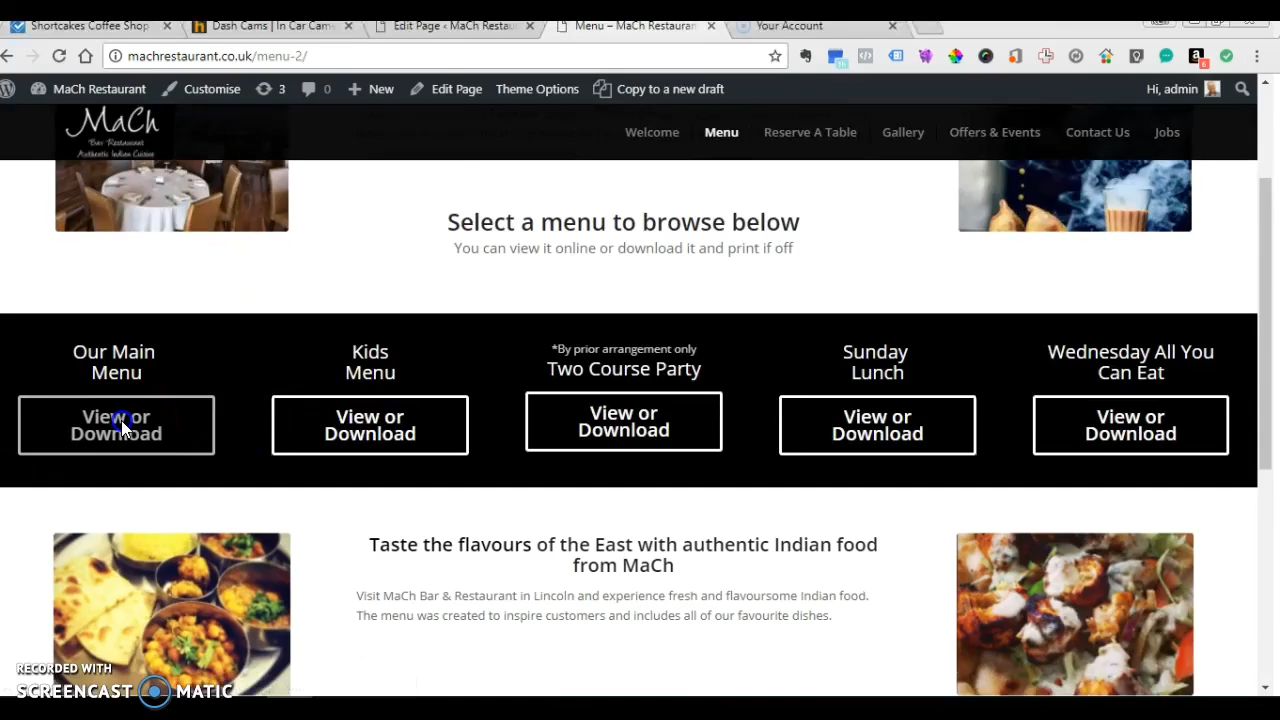 Shortcakes Coffee Shop
Dash Cams | In Car Cam
Edit Page ‹ MaCh Restau
Menu – MaCh Restauran
Your Account
machrestaurant.co.uk/menu-2/
MaCh Restaurant
Customise
3
0
New
Edit Page
Theme Options
Copy to a new draft
Hi, admin
MaCh
Bar Restaurant
Authentic Indian Cuisine
Welcome
Menu
Reserve A Table
Gallery
Offers & Events
Contact Us
Jobs
Select a menu to browse below
You can view it online or download it and print if off
Our Main
Menu
View or
Download
Kids
Menu
View or
Download
*By prior arrangement only
Two Course Party
View or
Download
Sunday
Lunch
View or
Download
Wednesday All You
Can Eat
View or
Download
Taste the flavours of the East with authentic Indian food
from MaCh
Visit MaCh Bar & Restaurant in Lincoln and experience fresh and flavoursome Indian food.
The menu was created to inspire customers and includes all of our favourite dishes.
RECORDED WITH
SCREENCAST MATIC